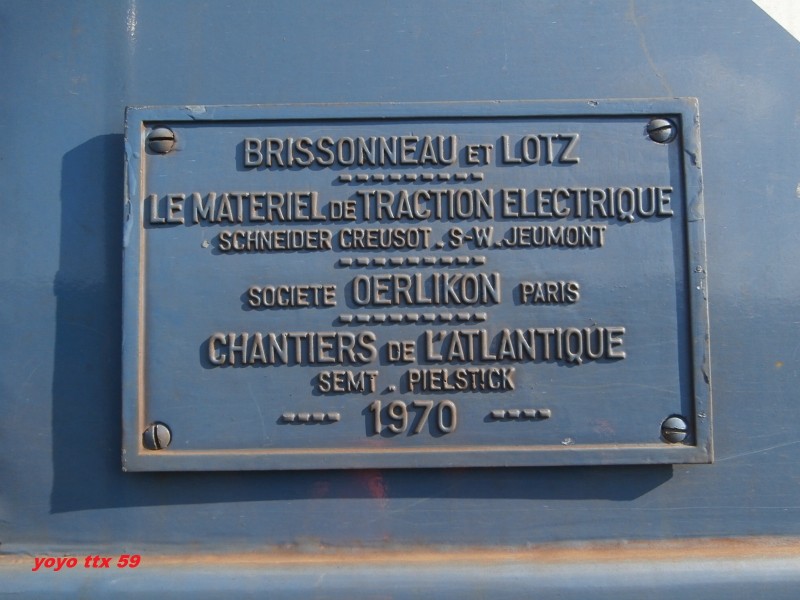 BRISSONNEAU ET LOTZ
LE MATERIEL DE TRACTION ELECTRIQUE
SCHNEIDER CREUSOT. S-W. JEUMONT
SOCIETE OERLIKON PARIS
CHANTIERS DE L'ATLANTIQUE
SEMT. PIELSTICK
1970
yoyo ttx 59